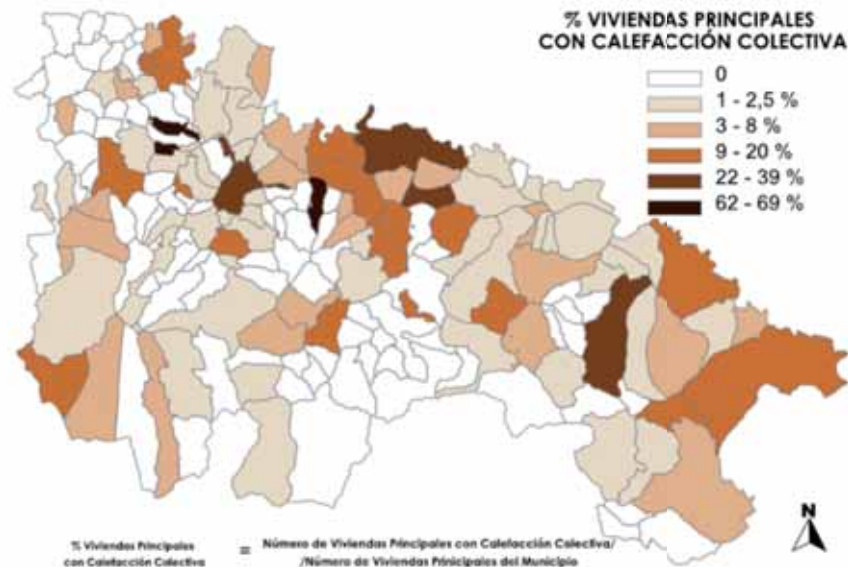 % VIVIENDAS PRINCIPALES
CON CALEFACCIÓN COLECTIVA
0
1 - 2,5 %
3 - 8 %
9 - 20 %
22 - 39 %
62 - 69 %
N
% Viviendas Principales
con Calefacción Colectiva
=
Número de Viviendas Principales con Calefacción Colectiva/
/Número de Viviendas Prinicipales del Municipio